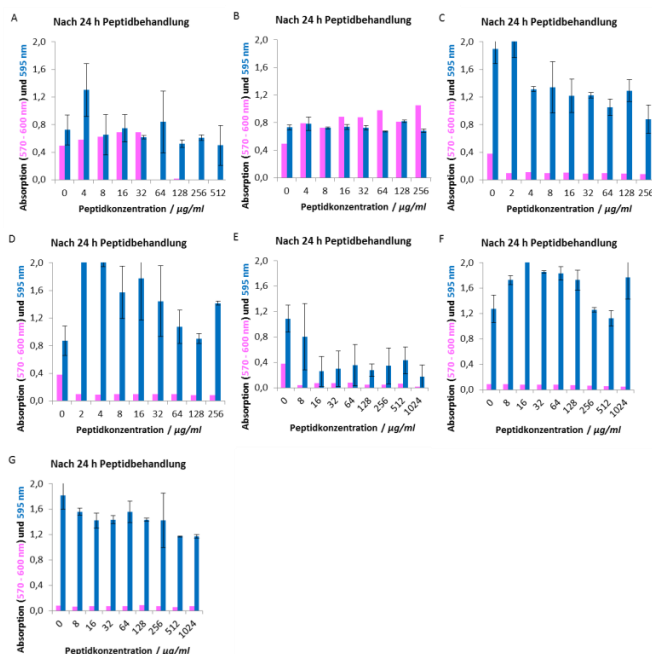 A
Nach 24 h Peptidbehandlung
Absorption (570 - 600 nm) und 595 nm
2,0
1,6
1,2
0,8
0,4
0,0
0 4 8 16 32 64 128 256 512
Peptidkonzentration / µg/ml
B
Nach 24 h Peptidbehandlung
Absorption (570 - 600 nm) und 595 nm
2,0
1,6
1,2
0,8
0,4
0,0
0 4 8 16 32 64 128 256
Peptidkonzentration / µg/ml
C
Nach 24 h Peptidbehandlung
Absorption (570 - 600 nm) und 595 nm
2,0
1,6
1,2
0,8
0,4
0,0
0 2 4 8 16 32 64 128 256
Peptidkonzentration / µg/ml
D
Nach 24 h Peptidbehandlung
Absorption (570 - 600 nm) und 595 nm
2,0
1,6
1,2
0,8
0,4
0,0
0 2 4 8 16 32 64 128 256
Peptidkonzentration / µg/ml
E
Nach 24 h Peptidbehandlung
Absorption (570 - 600 nm) und 595 nm
2,0
1,6
1,2
0,8
0,4
0,0
0 8 16 32 64 128 256 512 1024
Peptidkonzentration / µg/ml
F
Nach 24 h Peptidbehandlung
Absorption (570 - 600 nm) und 595 nm
2,0
1,6
1,2
0,8
0,4
0,0
0 8 16 32 64 128 256 512 1024
Peptidkonzentration / µg/ml
G
Nach 24 h Peptidbehandlung
Absorption (570 - 600 nm) und 595 nm
2,0
1,6
1,2
0,8
0,4
0,0
0 8 16 32 64 128 256 512 1024
Peptidkonzentration / µg/ml